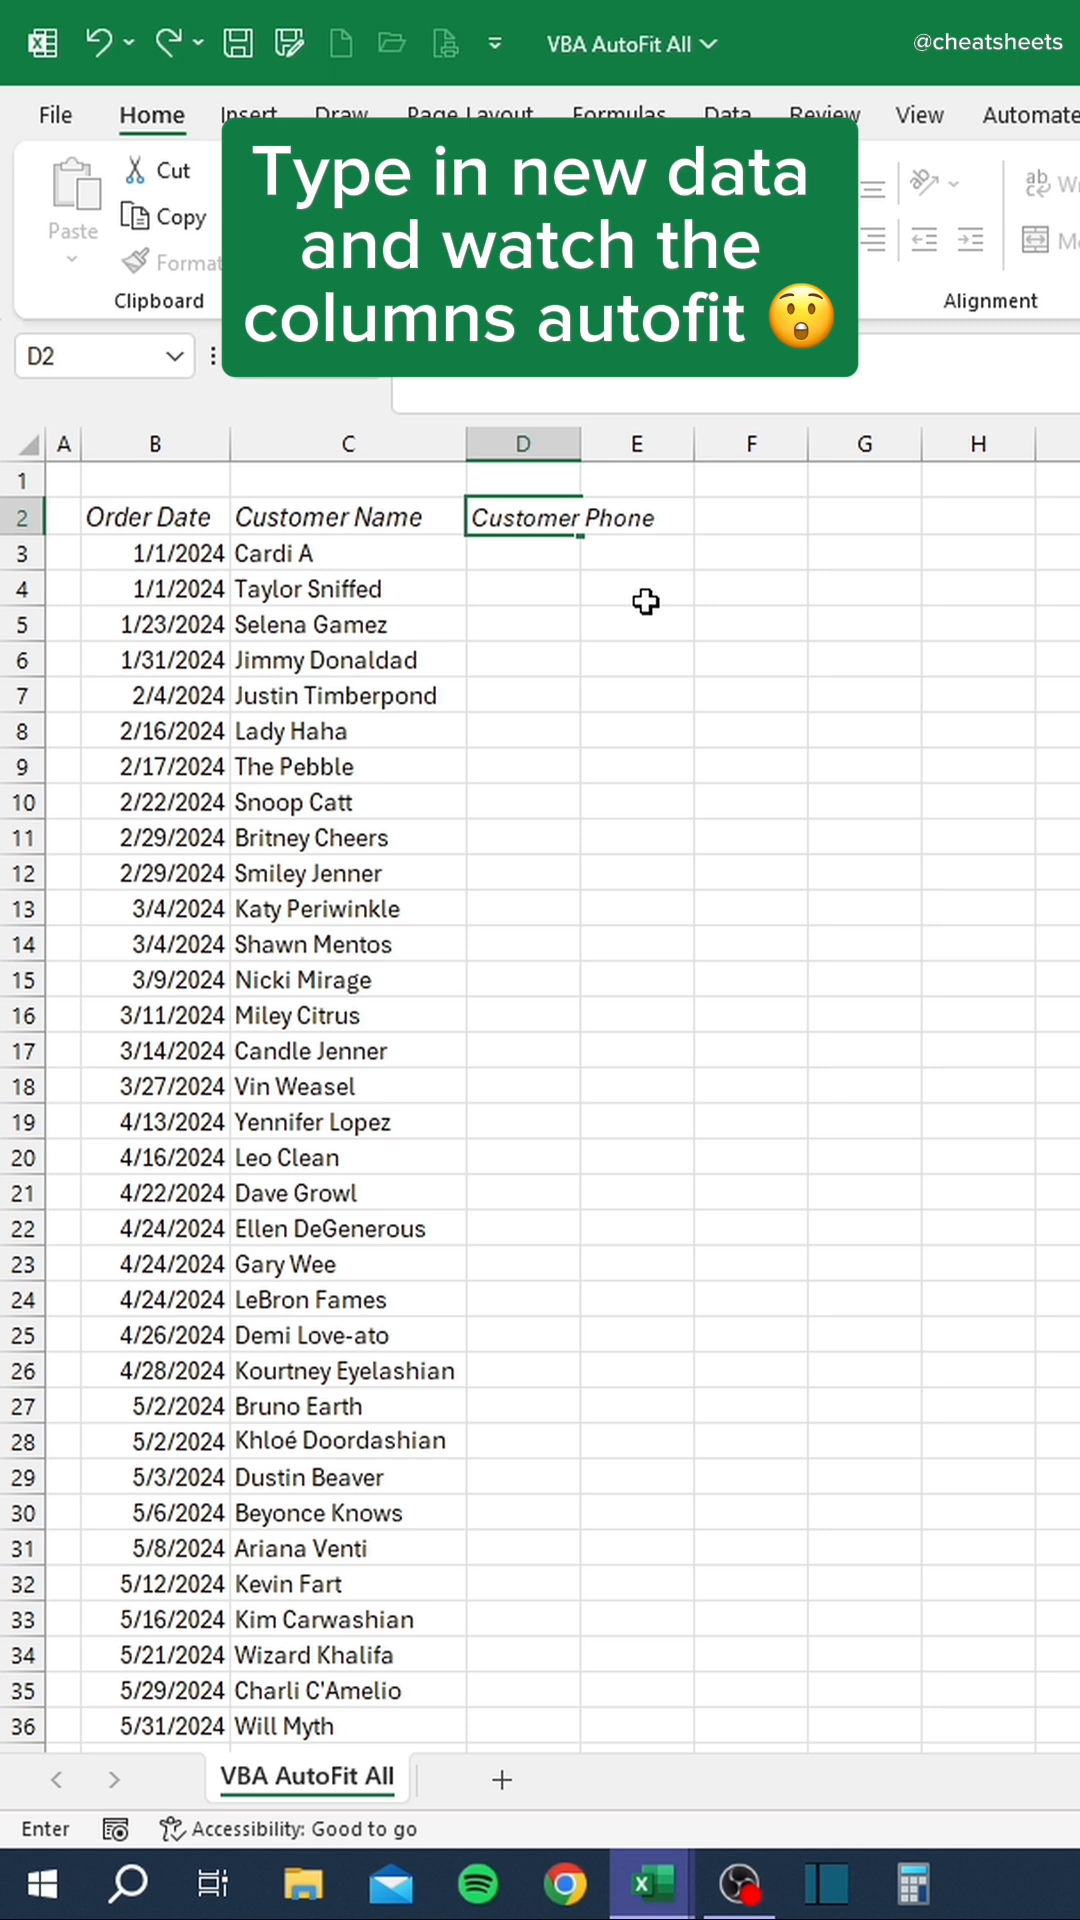 VBA AutoFit All
@cheatsheets
File Home Insert Draw Page Layout Formulas Data Review View Automate
Type in new data
and watch the
columns autofit 😲
Cut
Copy
Paste
Format
Clipboard
ab
Alignment
D2
A B C D E F G H
1
2 Order Date Customer Name Customer Phone
3 1/1/2024 Cardi A
4 1/1/2024 Taylor Sniffed
5 1/23/2024 Selena Gamez
6 1/31/2024 Jimmy Donaldad
7 2/4/2024 Justin Timberpond
8 2/16/2024 Lady Haha
9 2/17/2024 The Pebble
10 2/22/2024 Snoop Catt
11 2/29/2024 Britney Cheers
12 2/29/2024 Smiley Jenner
13 3/4/2024 Katy Periwinkle
14 3/4/2024 Shawn Mentos
15 3/9/2024 Nicki Mirage
16 3/11/2024 Miley Citrus
17 3/14/2024 Candle Jenner
18 3/27/2024 Vin Weasel
19 4/13/2024 Yennifer Lopez
20 4/16/2024 Leo Clean
21 4/22/2024 Dave Growl
22 4/24/2024 Ellen DeGenerous
23 4/24/2024 Gary Wee
24 4/24/2024 LeBron Fames
25 4/26/2024 Demi Love-ato
26 4/28/2024 Kourtney Eyelashian
27 5/2/2024 Bruno Earth
28 5/2/2024 Khloé Doordashian
29 5/3/2024 Dustin Beaver
30 5/6/2024 Beyonce Knows
31 5/8/2024 Ariana Venti
32 5/12/2024 Kevin Fart
33 5/16/2024 Kim Carwashian
34 5/21/2024 Wizard Khalifa
35 5/29/2024 Charli C'Amelio
36 5/31/2024 Will Myth
VBA AutoFit All
Enter
Accessibility: Good to go